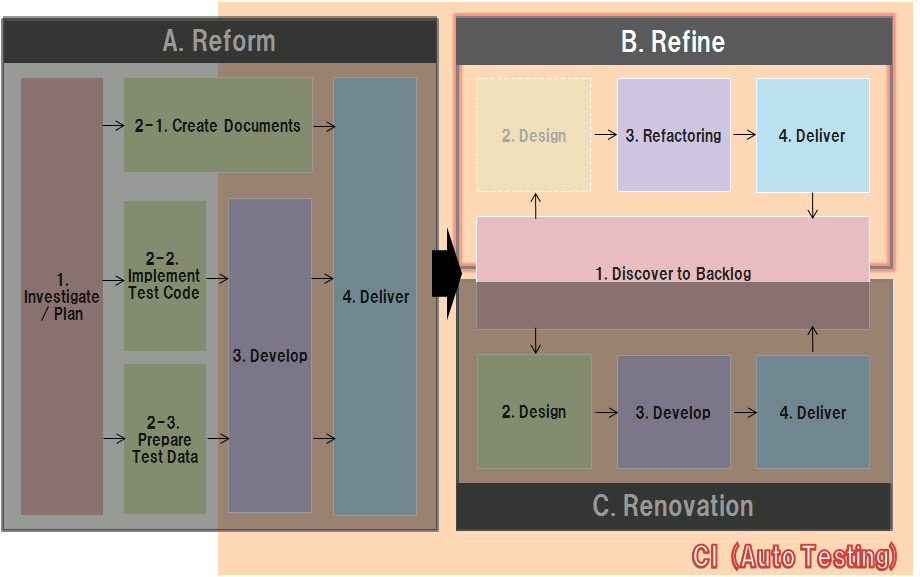 A. Reform
1.
Investigate
/ Plan
2-1. Create Documents
2-2.
Implement
Test Code
2-3.
Prepare
Test Data
3. Develop
4. Deliver
B. Refine
2. Design
3. Refactoring
4. Deliver
1. Discover to Backlog
2. Design
3. Develop
4. Deliver
C. Renovation
CI (Auto Testing)